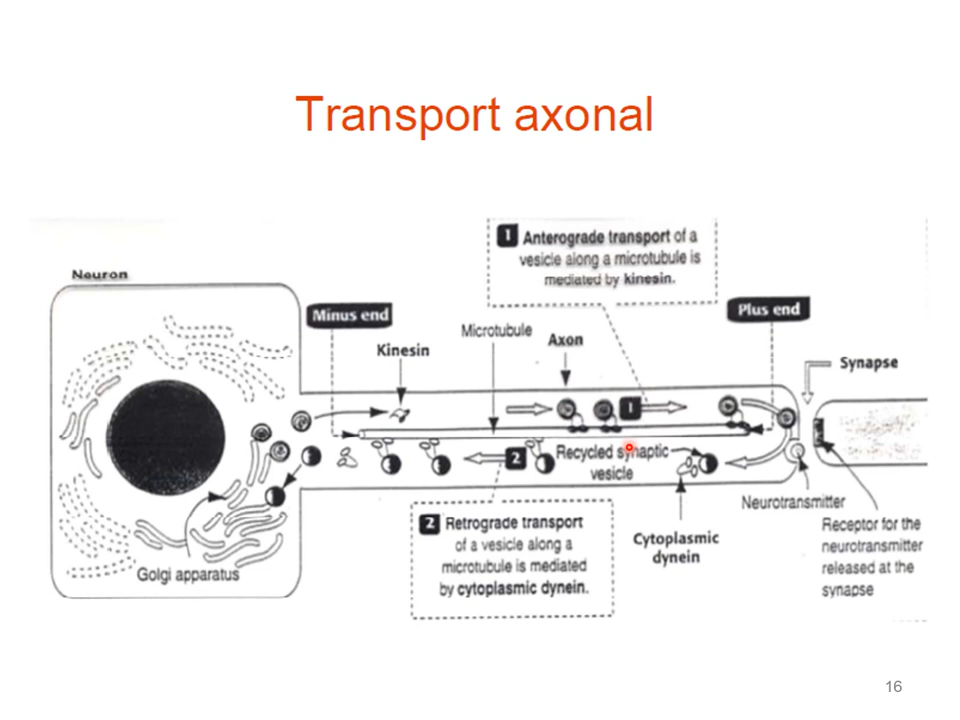 Transport axonal
1 Anterograde transport of a
vesicle along a microtubule is
mediated by kinesin.
Neuron
Minus end
Plus end
Microtubule
Axon
Kinesin
Synapse
1
2
Recycled synaptic
vesicle
Neurotransmitter
2 Retrograde transport
of a vesicle along a
microtubule is mediated
by cytoplasmic dynein.
Cytoplasmic
dynein
Receptor for the
neurotransmitter
released at the
synapse
Golgi apparatus
16